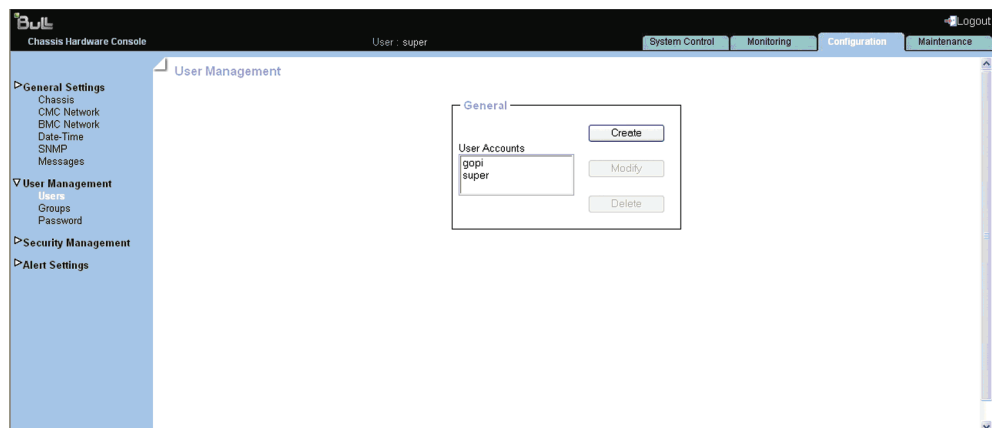 Bull
Logout
Chassis Hardware Console
User : super
System Control
Monitoring
Configuration
Maintenance
General Settings
Chassis
CMC Network
BMC Network
Date-Time
SNMP
Messages
User Management
Users
Groups
Password
Security Management
Alert Settings
User Management
General
User Accounts
gopi
super
Create
Modify
Delete